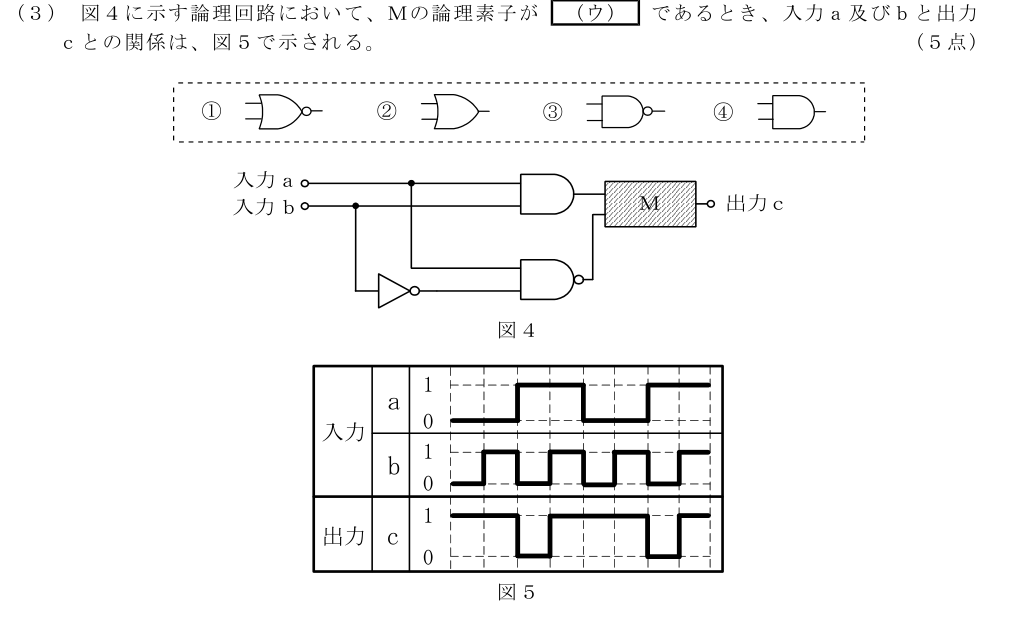 （３） 図４に示す論理回路において、Ｍの論理素子が （ウ） であるとき、入力ａ及びｂと出力
ｃとの関係は、図５で示される。 （５点）
① ② ③ ④
入力 a
入力 b
M
出力 c
図４
入力 a 1
0
b 1
0
出力 c 1
0
図５